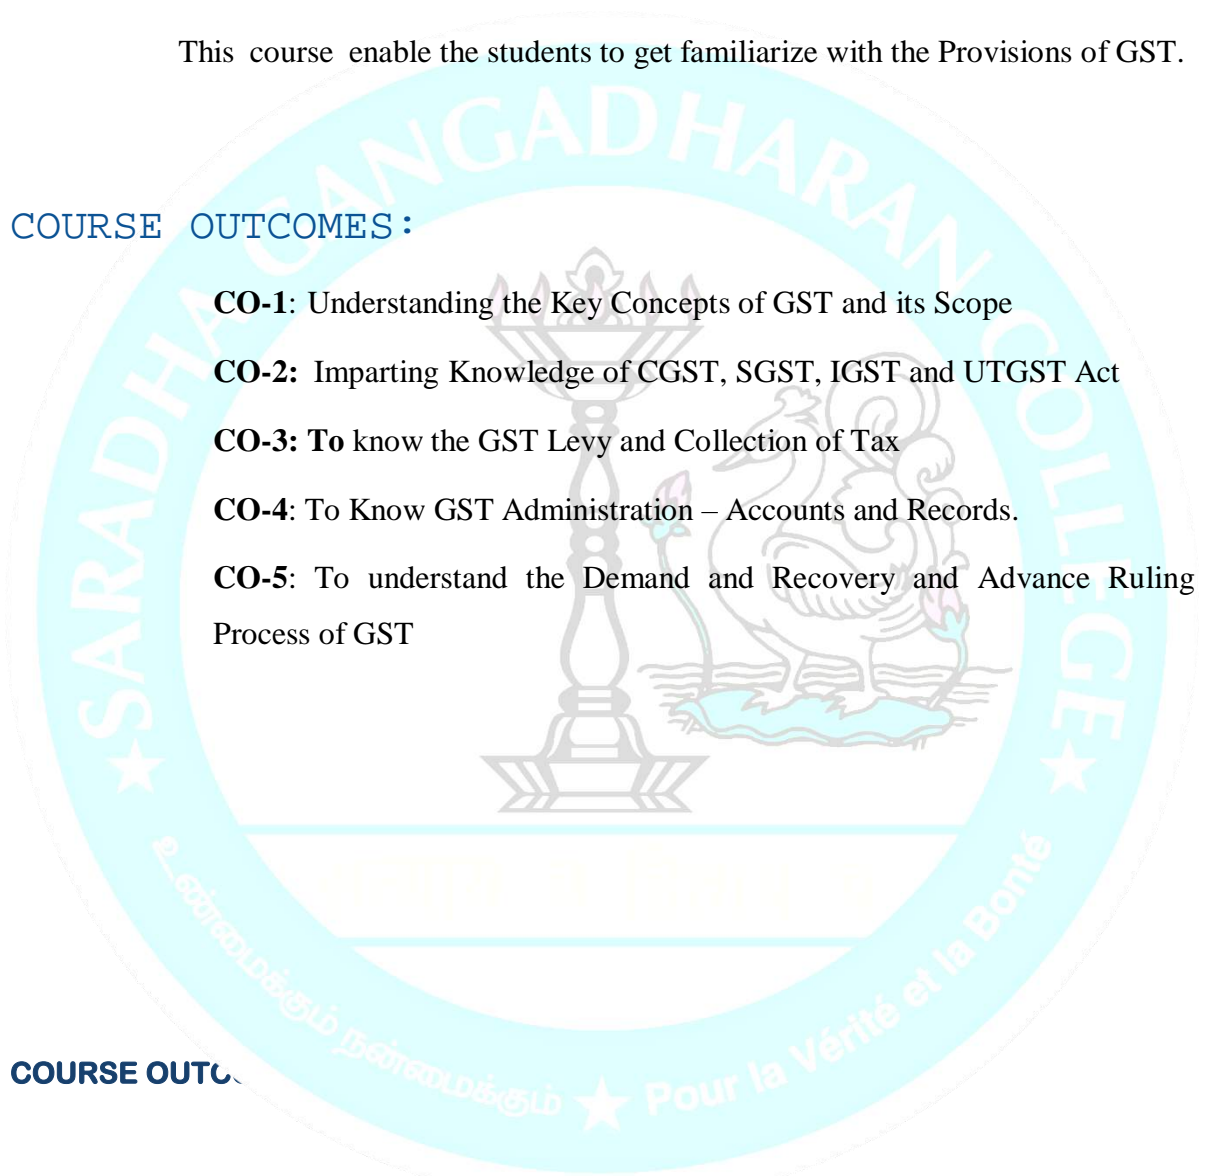 This course enable the students to get familiarize with the Provisions of GST.
COURSE OUTCOMES:
CO-1: Understanding the Key Concepts of GST and its Scope
CO-2: Imparting Knowledge of CGST, SGST, IGST and UTGST Act
CO-3: To know the GST Levy and Collection of Tax
CO-4: To Know GST Administration – Accounts and Records.
CO-5: To understand the Demand and Recovery and Advance Ruling
Process of GST
★ SARADHA GANGADHARAN COLLEGE ★
உண்மைக்கும் நன்மைக்கும் ★ Pour la Vérité et la Bonté
COURSE